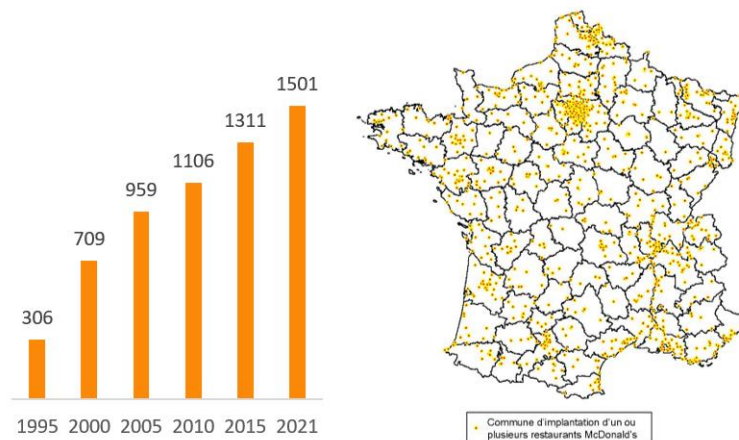 306
709
959
1106
1311
1501
1995 2000 2005 2010 2015 2021
Commune d'implantation d'un ou
plusieurs restaurants McDonald's